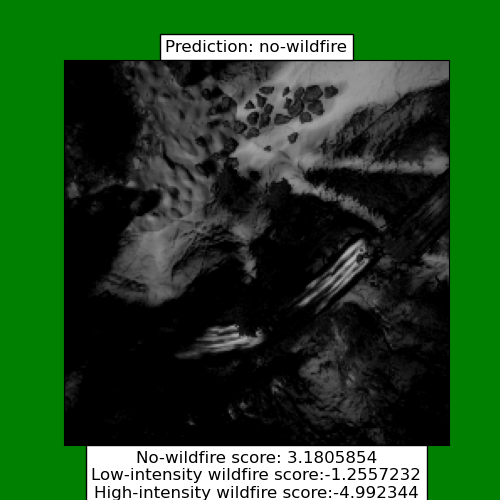 Prediction: no-wildfire
No-wildfire score: 3.1805854
Low-intensity wildfire score:-1.2557232
High-intensity wildfire score:-4.992344